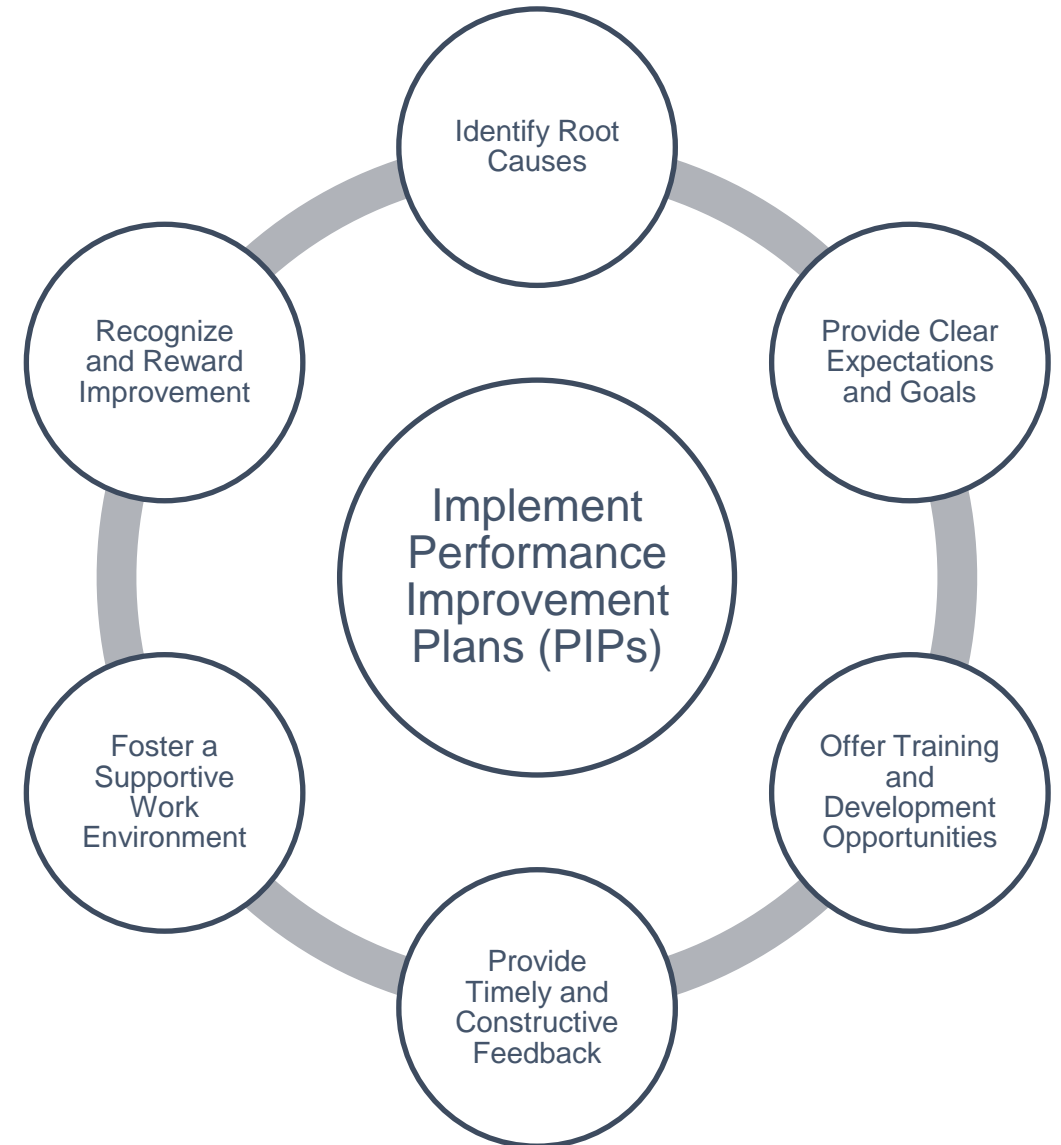 Identify Root
Causes
Provide Clear
Expectations
and Goals
Offer Training
and
Development
Opportunities
Provide
Timely and
Constructive
Feedback
Foster a
Supportive
Work
Environment
Recognize
and Reward
Improvement
Implement
Performance
Improvement
Plans (PIPs)